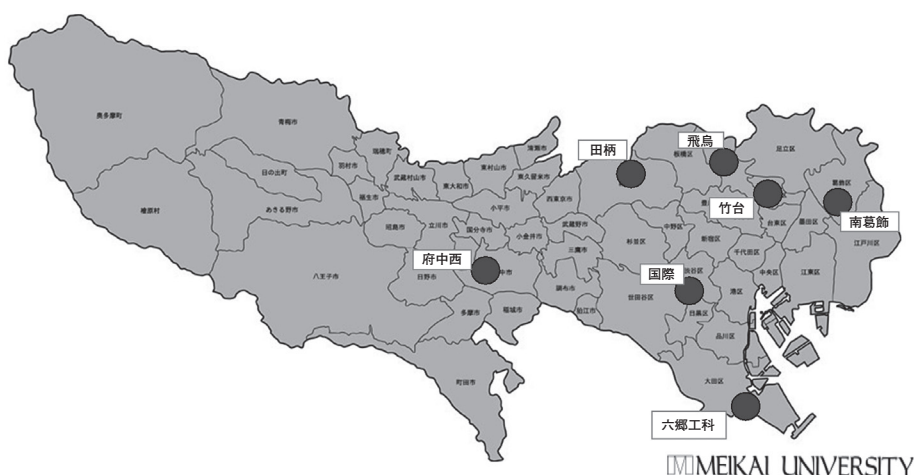 奥多摩町
青梅市
瑞穂町
羽村市
武蔵村山市
東大和市
東村山市
清瀬市
東久留米市
田柄
飛鳥
板橋区
足立区
葛飾区
日の出町
福生市
小平市
西東京市
竹台
台東区
墨田区
南葛飾
檜原村
あきる野市
昭島市
立川市
国分寺市
小金井市
武蔵野市
三鷹市
杉並区
中野区
新宿区
千代田区
江戸川区
府中西
中市
八王子市
日野市
調布市
世田谷区
国際
渋谷区
港区
中央区
江東区
多摩市
稲城市
狛江市
目黒区
品川区
町田市
大田区
六郷工科
MEIKAI UNIVERSITY